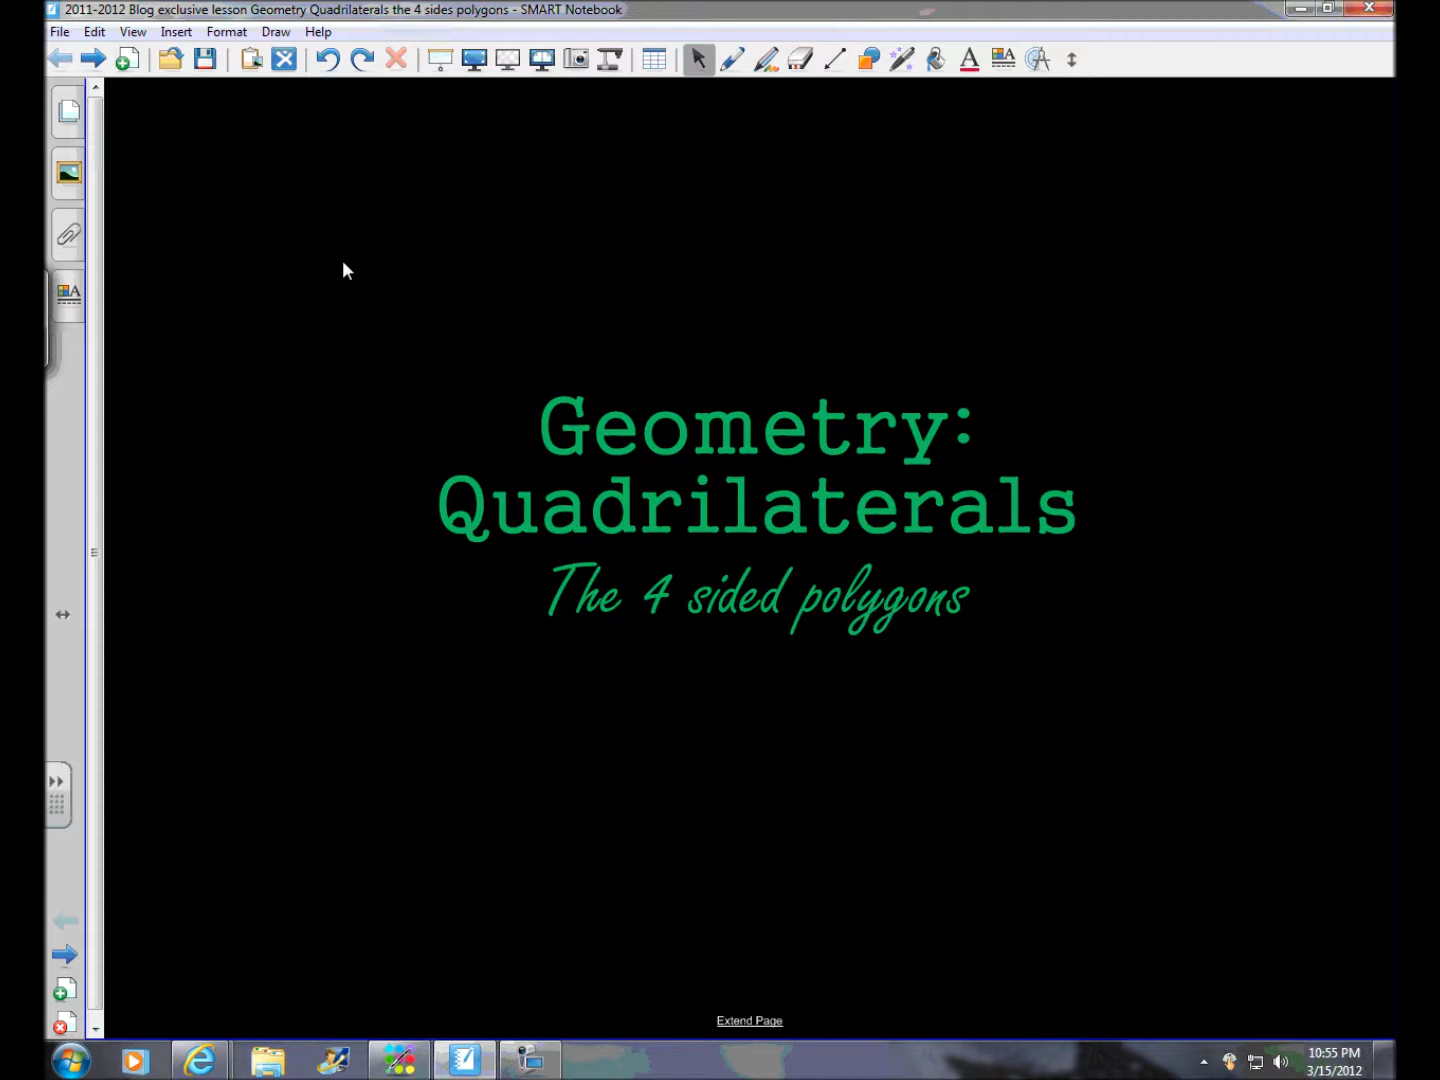 2011-2012 Blog exclusive lesson Geometry Quadrilaterals the 4 sides polygons - SMART Notebook
File Edit View Insert Format Draw Help
Geometry:
Quadrilaterals
The 4 sided polygons
Extend Page
10:55 PM
3/15/2012